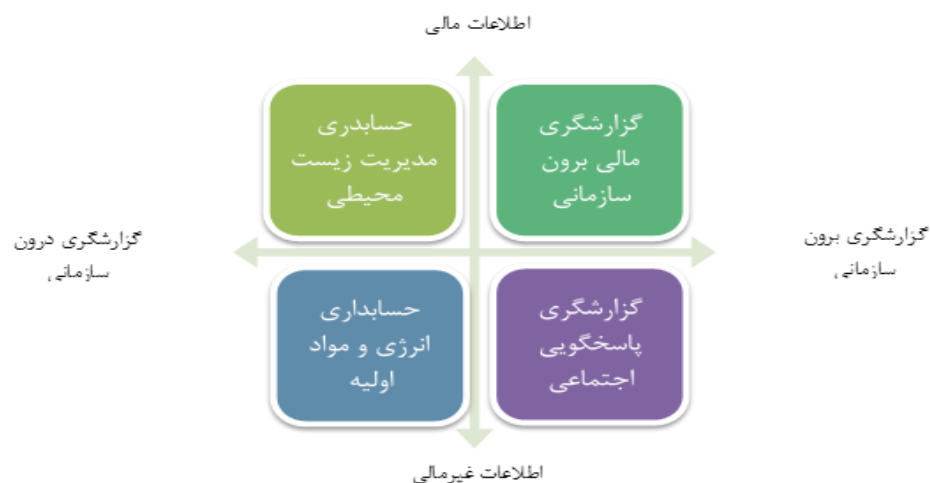 اطلاعات مالی
گزارشگری
مالی برون
سازمانی
حسابدری
مدیریت زیست
محیطی
گزارشگری برون
سازمانی
گزارشگری درون
سازمانی
گزارشگری
پاسخگویی
اجتماعی
حسابداری
انرژی و مواد
اولیه
اطلاعات غیرمالی